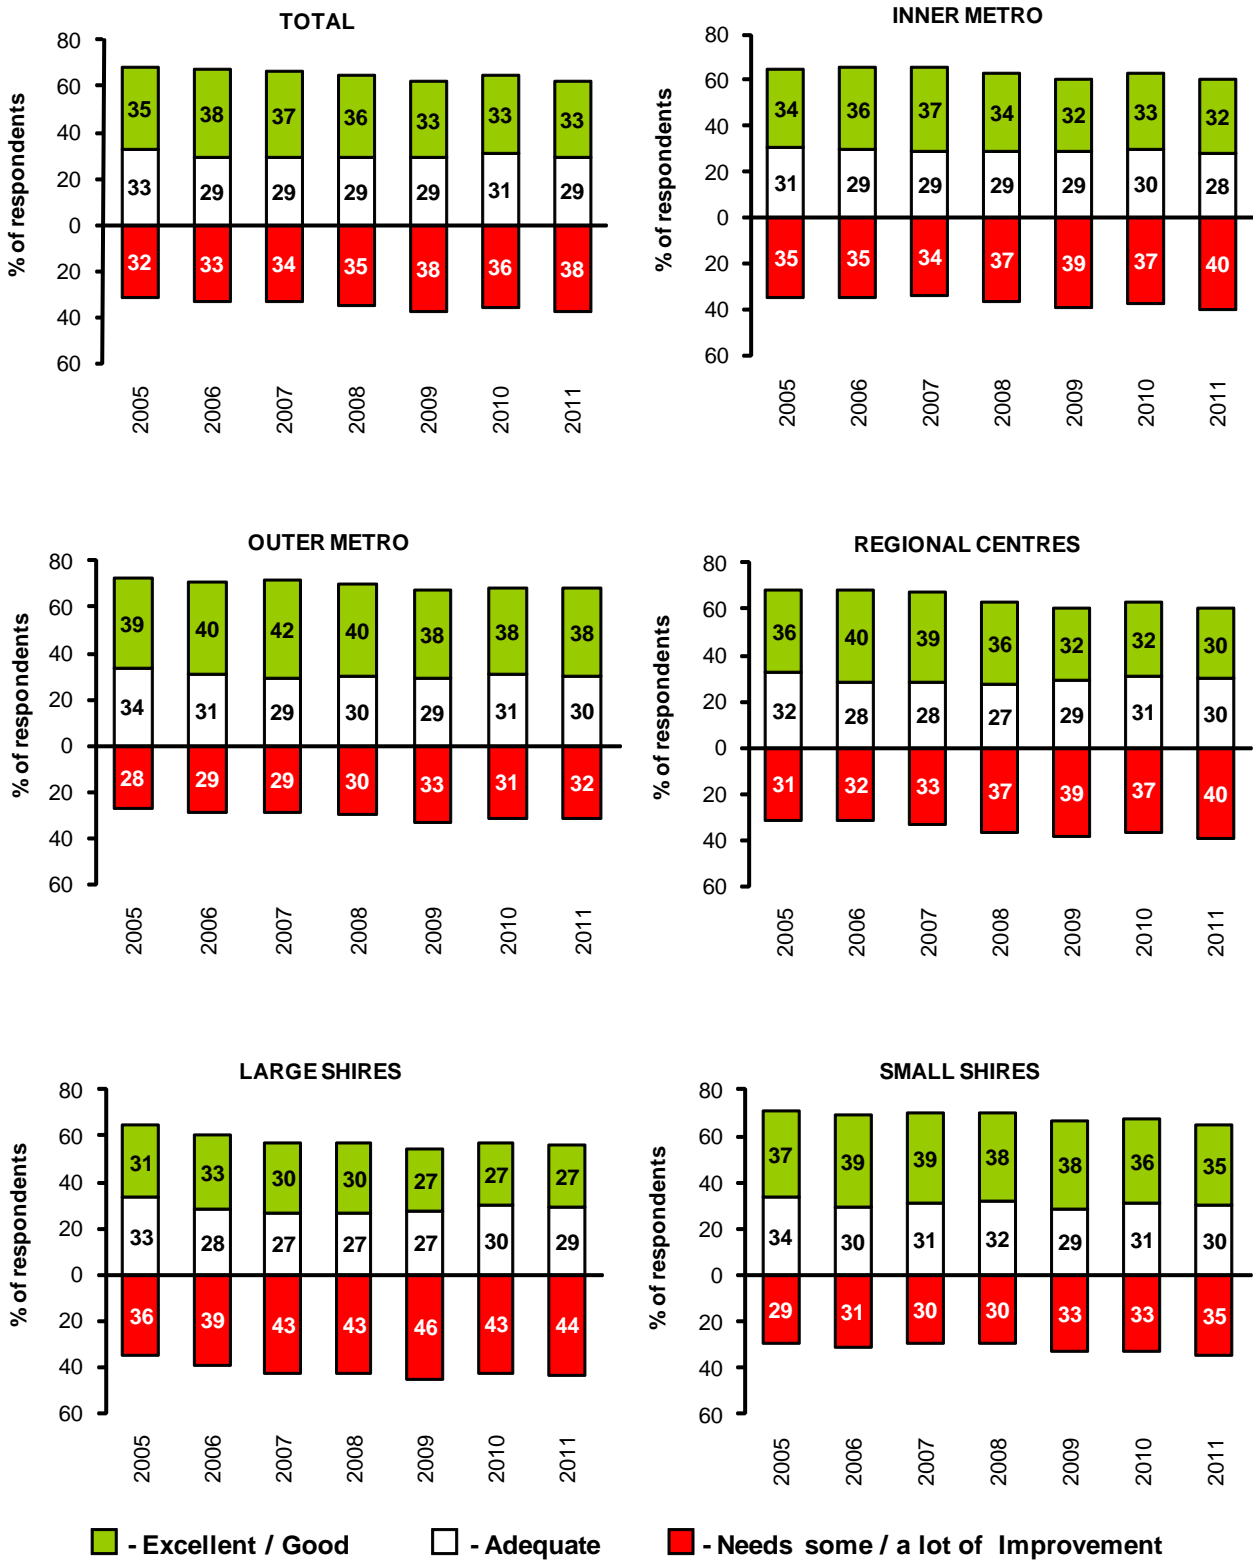 TOTAL
% of respondents
80
60
40
20
0
20
40
60
35 38 37 36 33 33 33
33 29 29 29 29 31 29
32 33 34 35 38 36 38
2005 2006 2007 2008 2009 2010 2011
INNER METRO
% of respondents
80
60
40
20
0
20
40
60
34 36 37 34 32 33 32
31 29 29 29 29 30 28
35 35 34 37 39 37 40
2005 2006 2007 2008 2009 2010 2011
OUTER METRO
% of respondents
80
60
40
20
0
20
40
60
39 40 42 40 38 38 38
34 31 29 30 29 31 30
28 29 29 30 33 31 32
2005 2006 2007 2008 2009 2010 2011
REGIONAL CENTRES
% of respondents
80
60
40
20
0
20
40
60
36 40 39 36 32 32 30
32 28 28 27 29 31 30
31 32 33 37 39 37 40
2005 2006 2007 2008 2009 2010 2011
LARGE SHIRES
% of respondents
80
60
40
20
0
20
40
60
31 33 30 30 27 27 27
33 28 27 27 27 30 29
36 39 43 43 46 43 44
2005 2006 2007 2008 2009 2010 2011
SMALL SHIRES
% of respondents
80
60
40
20
0
20
40
60
37 39 39 38 38 36 35
34 30 31 32 29 31 30
29 31 30 30 33 33 35
2005 2006 2007 2008 2009 2010 2011
- Excellent / Good - Adequate - Needs some / a lot of Improvement